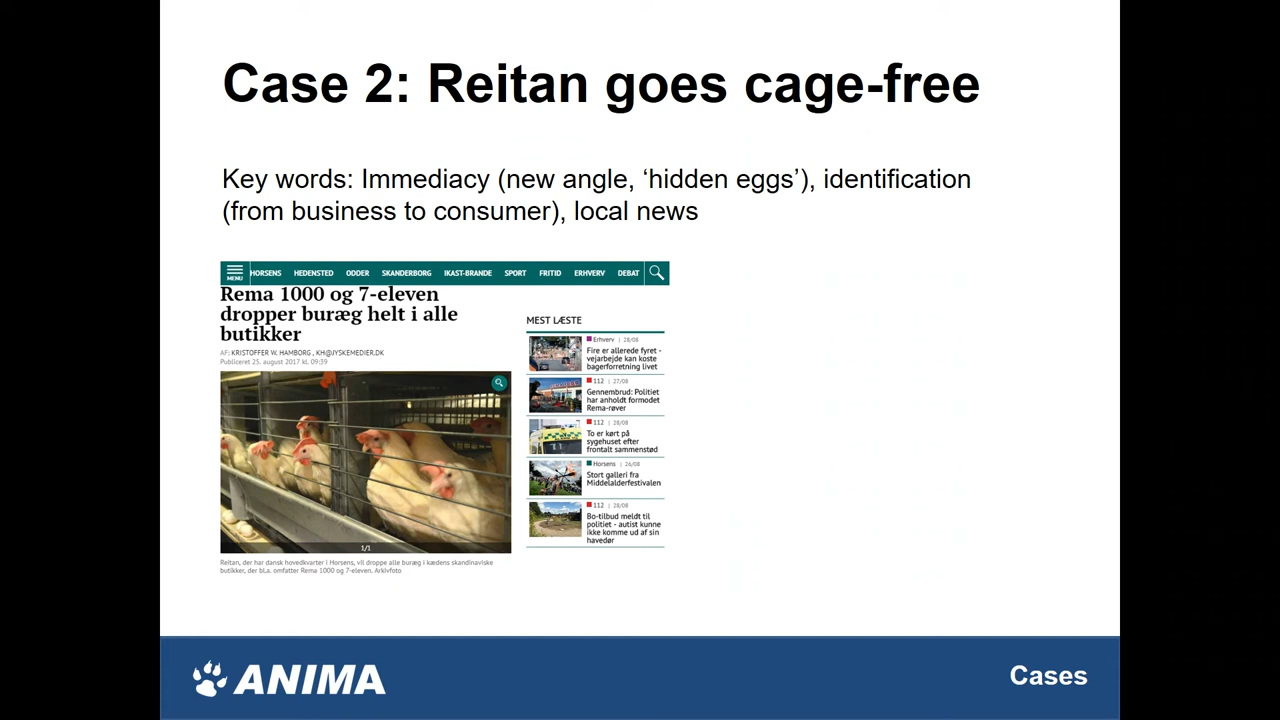 Case 2: Reitan goes cage-free
Key words: Immediacy (new angle, ‘hidden eggs’), identification
(from business to consumer), local news
MENU
HORSENS HEDENSTED ODDER SKANDERBORG IKAST-BRANDE SPORT FRITID ERHVERV DEBAT
Rema 1000 og 7-eleven
dropper buræg helt i alle
butikker
AF: KRISTOFFER W. HAMBORG , KH@JYSKEMEDIER.DK
Publiceret 25, august 2017 kl. 09:39
1/1
Reitan, der har dansk hovedkvarter i Horsens, vil droppe alle buræg i kædens skandinaviske
butikker, der bl.a. omfatter Rema 1000 og 7-eleven. Arkivfoto
MEST LÆSTE
Erhverv | 28/08
Fire er allerede fyret -
vejarbejde kan koste
bagerforretning livet
112 | 27/08
Gennembrud: Politiet
har anholdt formodet
Rema-røver
112 | 28/08
To er kørt på
sygehuset efter
frontalt sammenstød
Horsens | 26/08
Stort galleri fra
Middelalderfestivalen
112 | 28/08
Bo-tilbud meldt til
politiet - autist kunne
ikke komme ud af sin
havedør
ANIMA
Cases